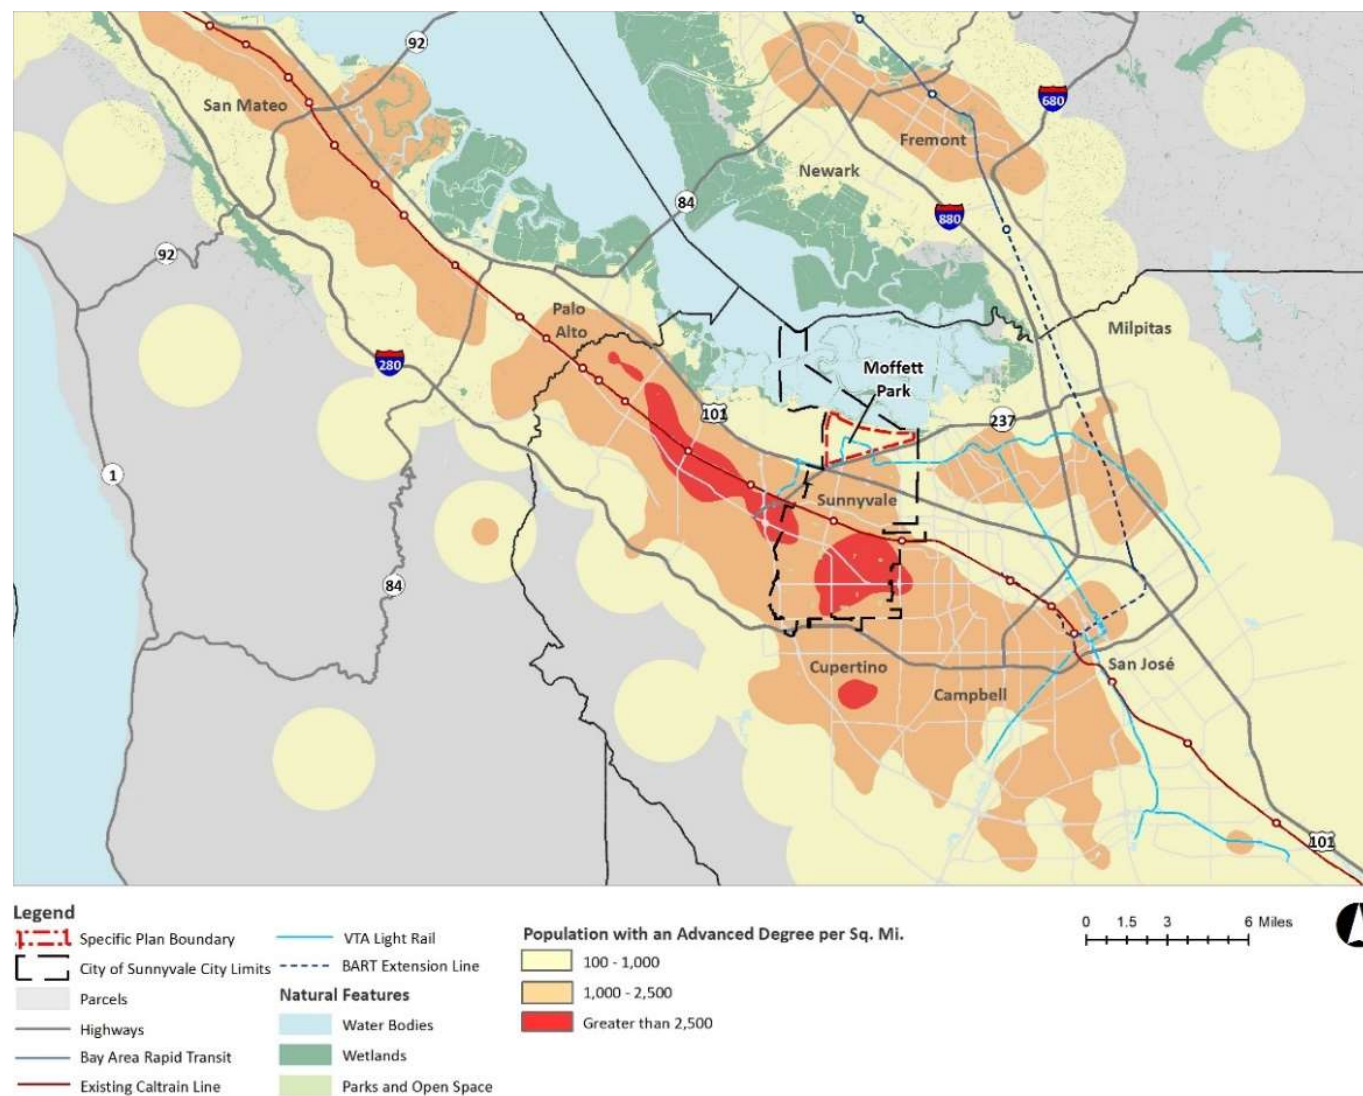 92
San Mateo
680
Fremont
Newark
84
880
92
Palo
Alto
Milpitas
280
Moffett
Park
101
237
1
Sunnyvale
84
Cupertino
San José
Campbell
101
Legend
Specific Plan Boundary
City of Sunnyvale City Limits
Parcels
Highways
Bay Area Rapid Transit
Existing Caltrain Line
VTA Light Rail
BART Extension Line
Natural Features
Water Bodies
Wetlands
Parks and Open Space
Population with an Advanced Degree per Sq. Mi.
100 - 1,000
1,000 - 2,500
Greater than 2,500
0 1.5 3 6 Miles